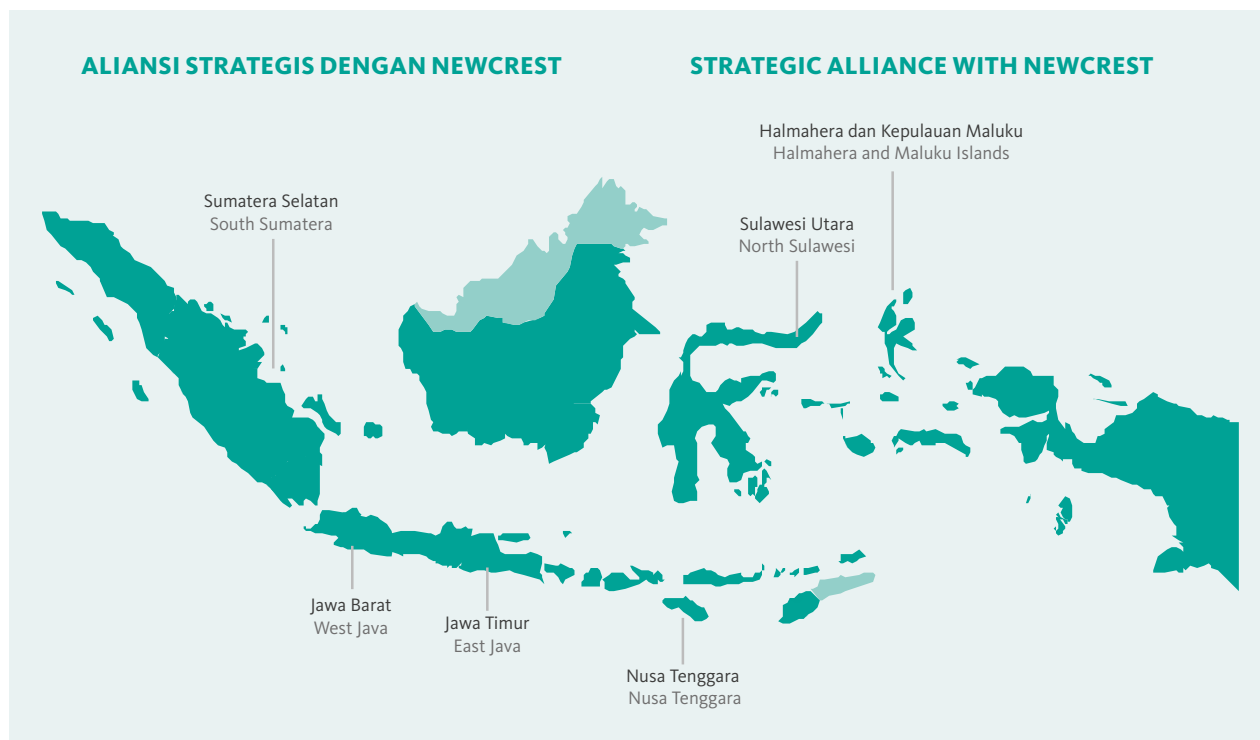 ALIANSI STRATEGIS DENGAN NEWCREST
STRATEGIC ALLIANCE WITH NEWCREST
Halmahera dan Kepulauan Maluku
Halmahera and Maluku Islands
Sumatera Selatan
South Sumatera
Sulawesi Utara
North Sulawesi
Jawa Barat
West Java
Jawa Timur
East Java
Nusa Tenggara
Nusa Tenggara